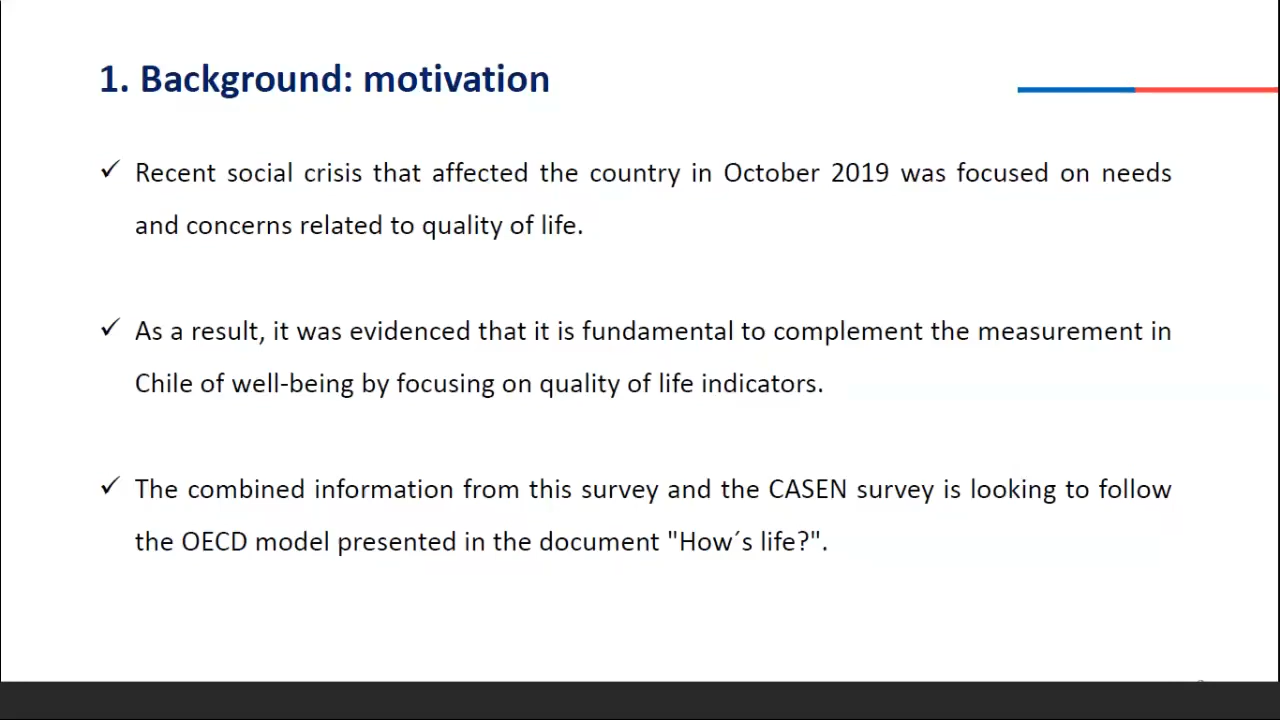 1. Background: motivation
✓ Recent social crisis that affected the country in October 2019 was focused on needs
and concerns related to quality of life.
✓ As a result, it was evidenced that it is fundamental to complement the measurement in
Chile of well-being by focusing on quality of life indicators.
✓ The combined information from this survey and the CASEN survey is looking to follow
the OECD model presented in the document "How´s life?".